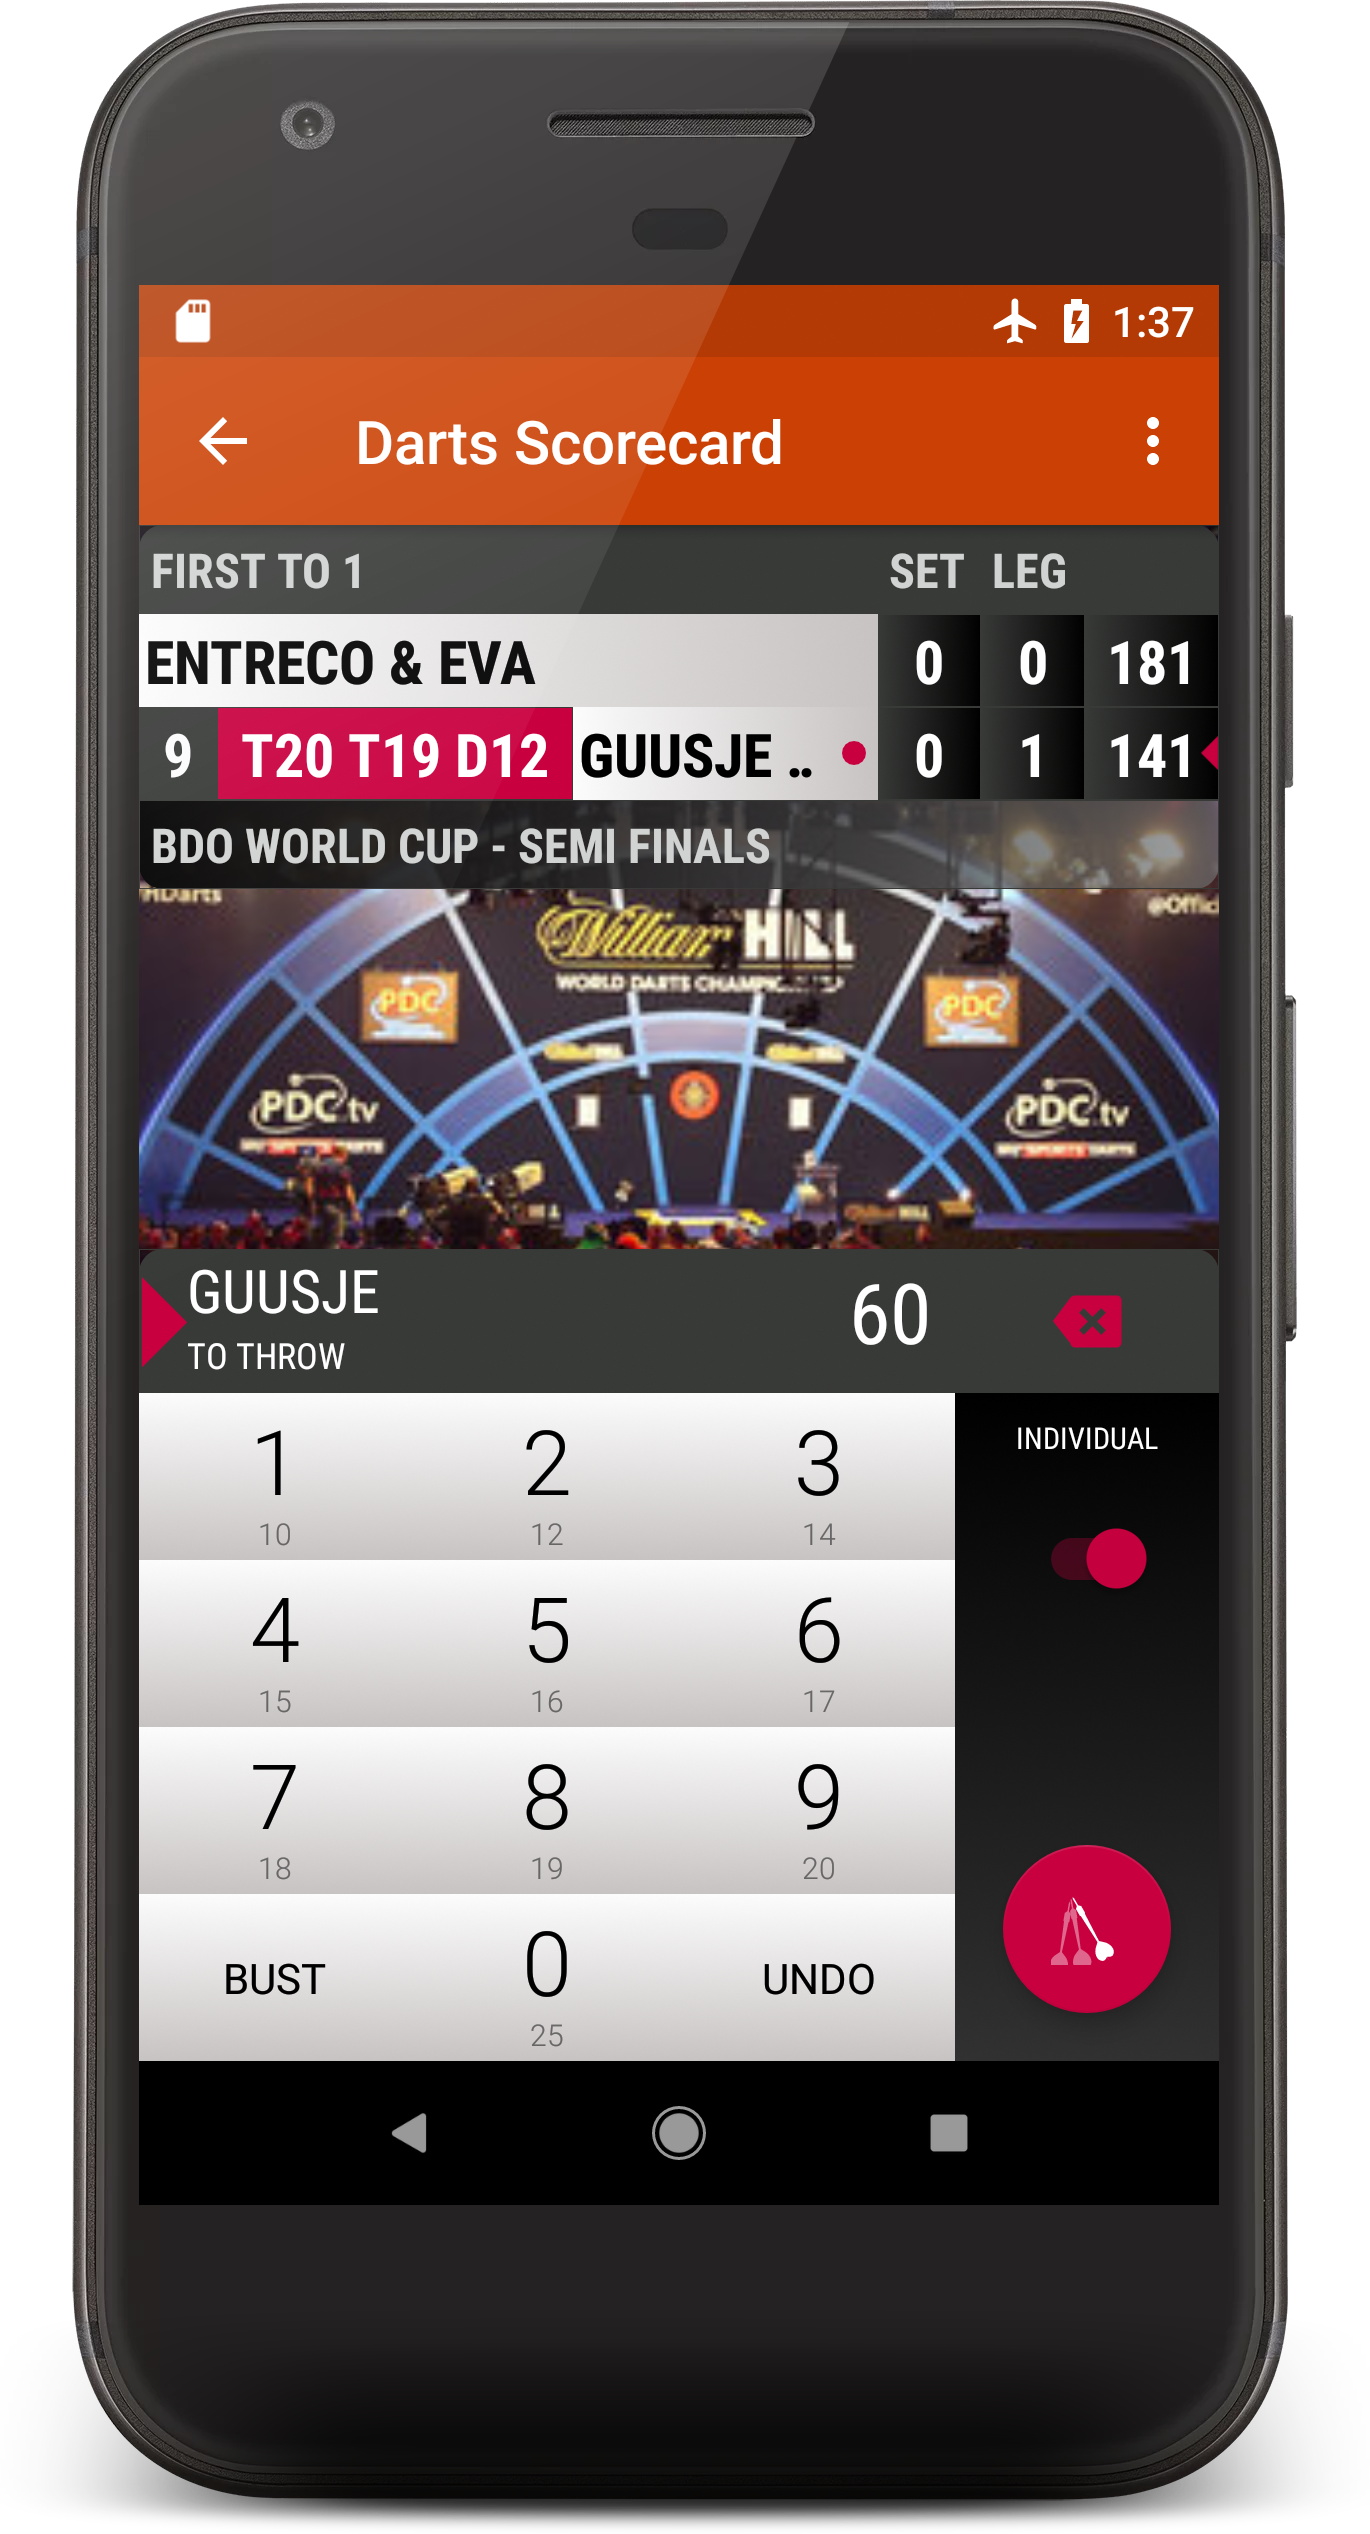 1:37
Darts Scorecard
FIRST TO 1 SET LEG
ENTRECO & EVA 0 0 181
9 T20 T19 D12 GUUSJE .. 0 1 141
BDO WORLD CUP - SEMI FINALS
William HILL
WORLD DARTS
PDC PDC
PDC.tv PDC.tv
GUUSJE 60
TO THROW
INDIVIDUAL
1 2 3
10 12 14
4 5 6
15 16 17
7 8 9
18 19 20
BUST 0 UNDO
25